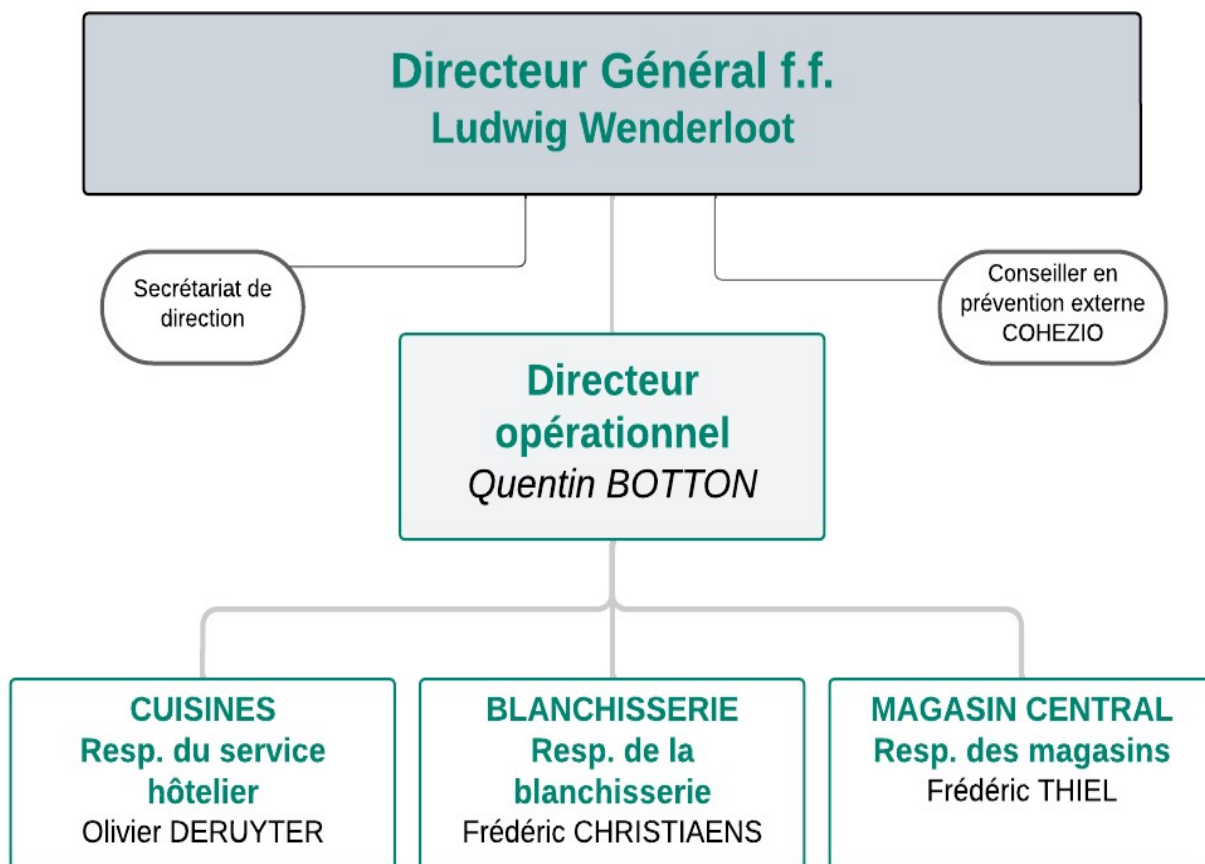 Directeur Général f.f.
Ludwig Wenderloot
Secrétariat de
direction
Conseiller en
prévention externe
COHEZIO
Directeur
opérationnel
Quentin BOTTON
CUISINES
Resp. du service
hôtelier
Olivier DERUYTER
BLANCHISSERIE
Resp. de la
blanchisserie
Frédéric CHRISTIAENS
MAGASIN CENTRAL
Resp. des magasins
Frédéric THIEL